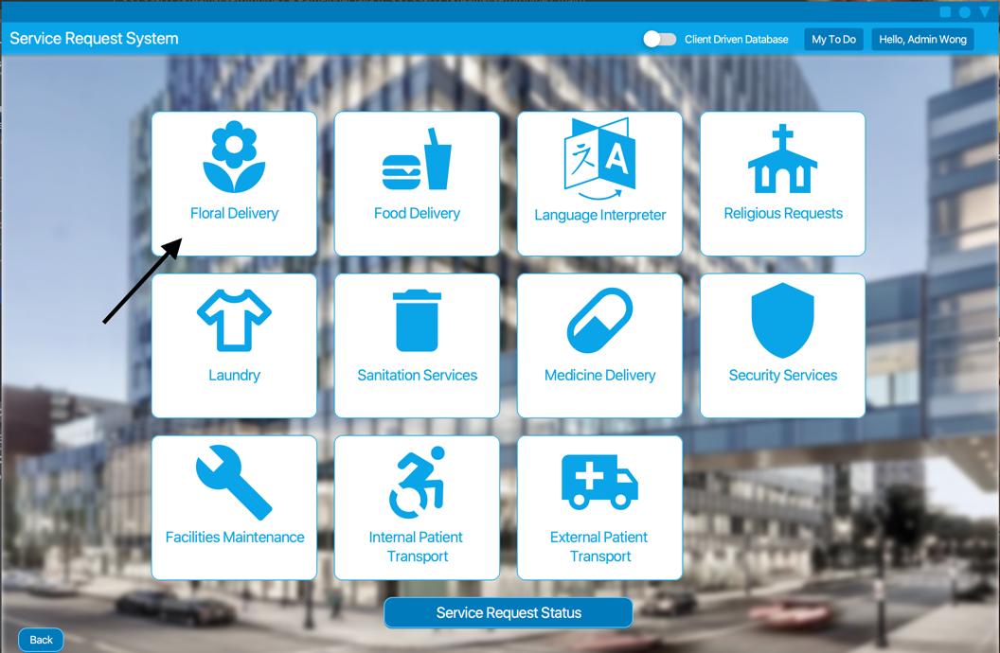 Service Request System
Client Driven Database
My To Do
Hello, Admin Wong
Floral Delivery
Food Delivery
Language Interpreter
Religious Requests
Laundry
Sanitation Services
Medicine Delivery
Security Services
Facilities Maintenance
Internal Patient
Transport
External Patient
Transport
Service Request Status
Back